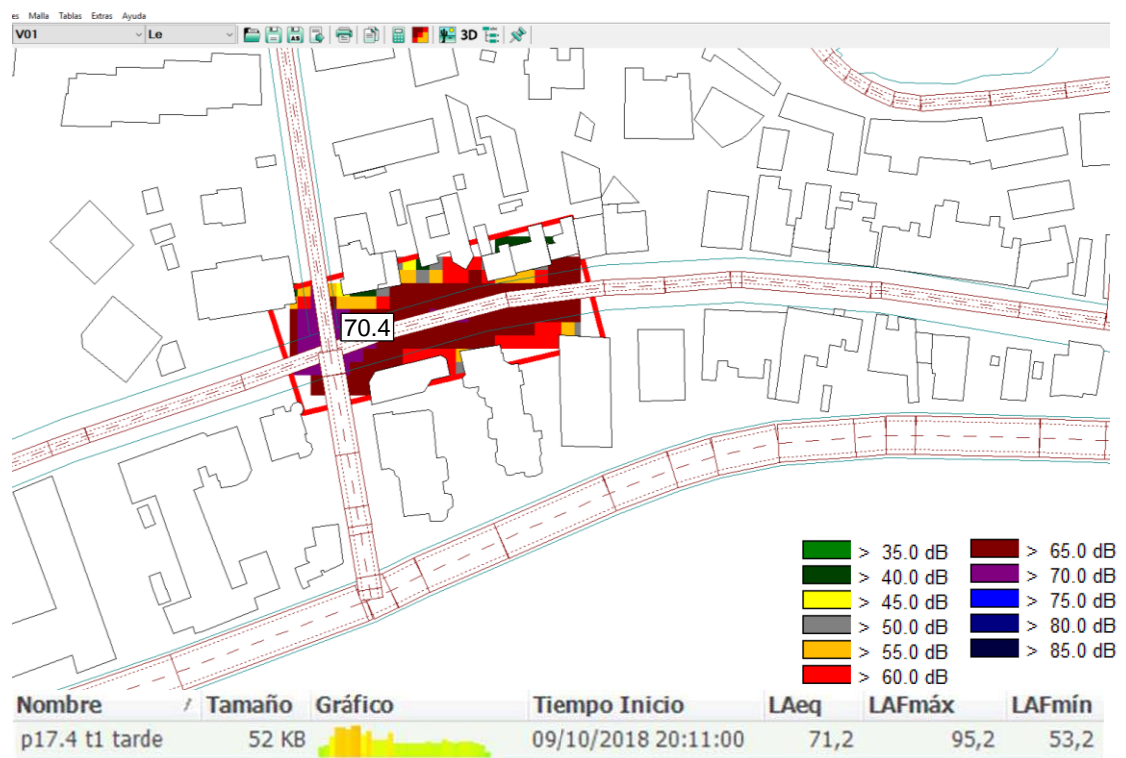 es Malla Tablas Extras Ayuda
V01 Le AS 3D
70.4
> 35.0 dB > 65.0 dB
> 40.0 dB > 70.0 dB
> 45.0 dB > 75.0 dB
> 50.0 dB > 80.0 dB
> 55.0 dB > 85.0 dB
> 60.0 dB
Nombre / Tamaño Gráfico Tiempo Inicio LAeq LAFmáx LAFmín
p17.4 t1 tarde 52 KB 09/10/2018 20:11:00 71,2 95,2 53,2